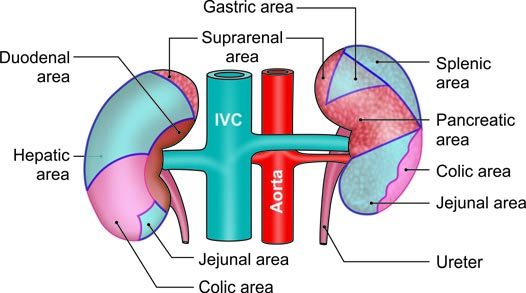 Gastric area
Suprarenal
area
Duodenal
area
Splenic
area
IVC
Pancreatic
area
Hepatic
area
Colic area
Aorta
Jejunal area
Jejunal area
Ureter
Colic area